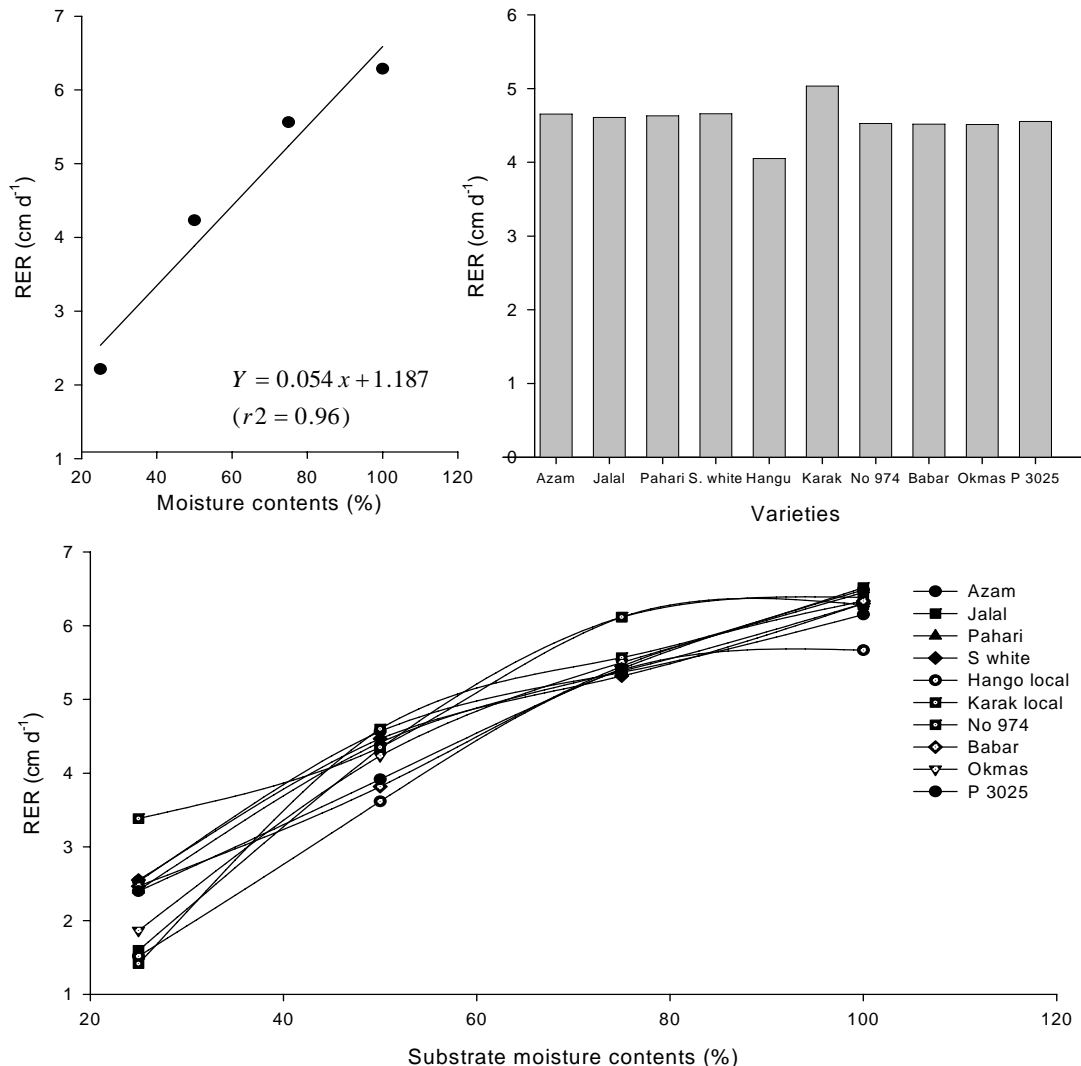 7
6
5
4
3
2
1
RER (cm d-1)
Y = 0.054 x + 1.187
(r2 = 0.96)
20 40 60 80 100 120
Moisture contents (%)
6
5
4
3
2
1
0
RER (cm d-1)
Azam Jalal Pahari S. white Hangu Karak No 974 Babar Okmas P 3025
Varieties
7
6
5
4
3
2
1
RER (cm d-1)
Azam
Jalal
Pahari
S white
Hango local
Karak local
No 974
Babar
Okmas
P 3025
20 40 60 80 100 120
Substrate moisture contents (%)